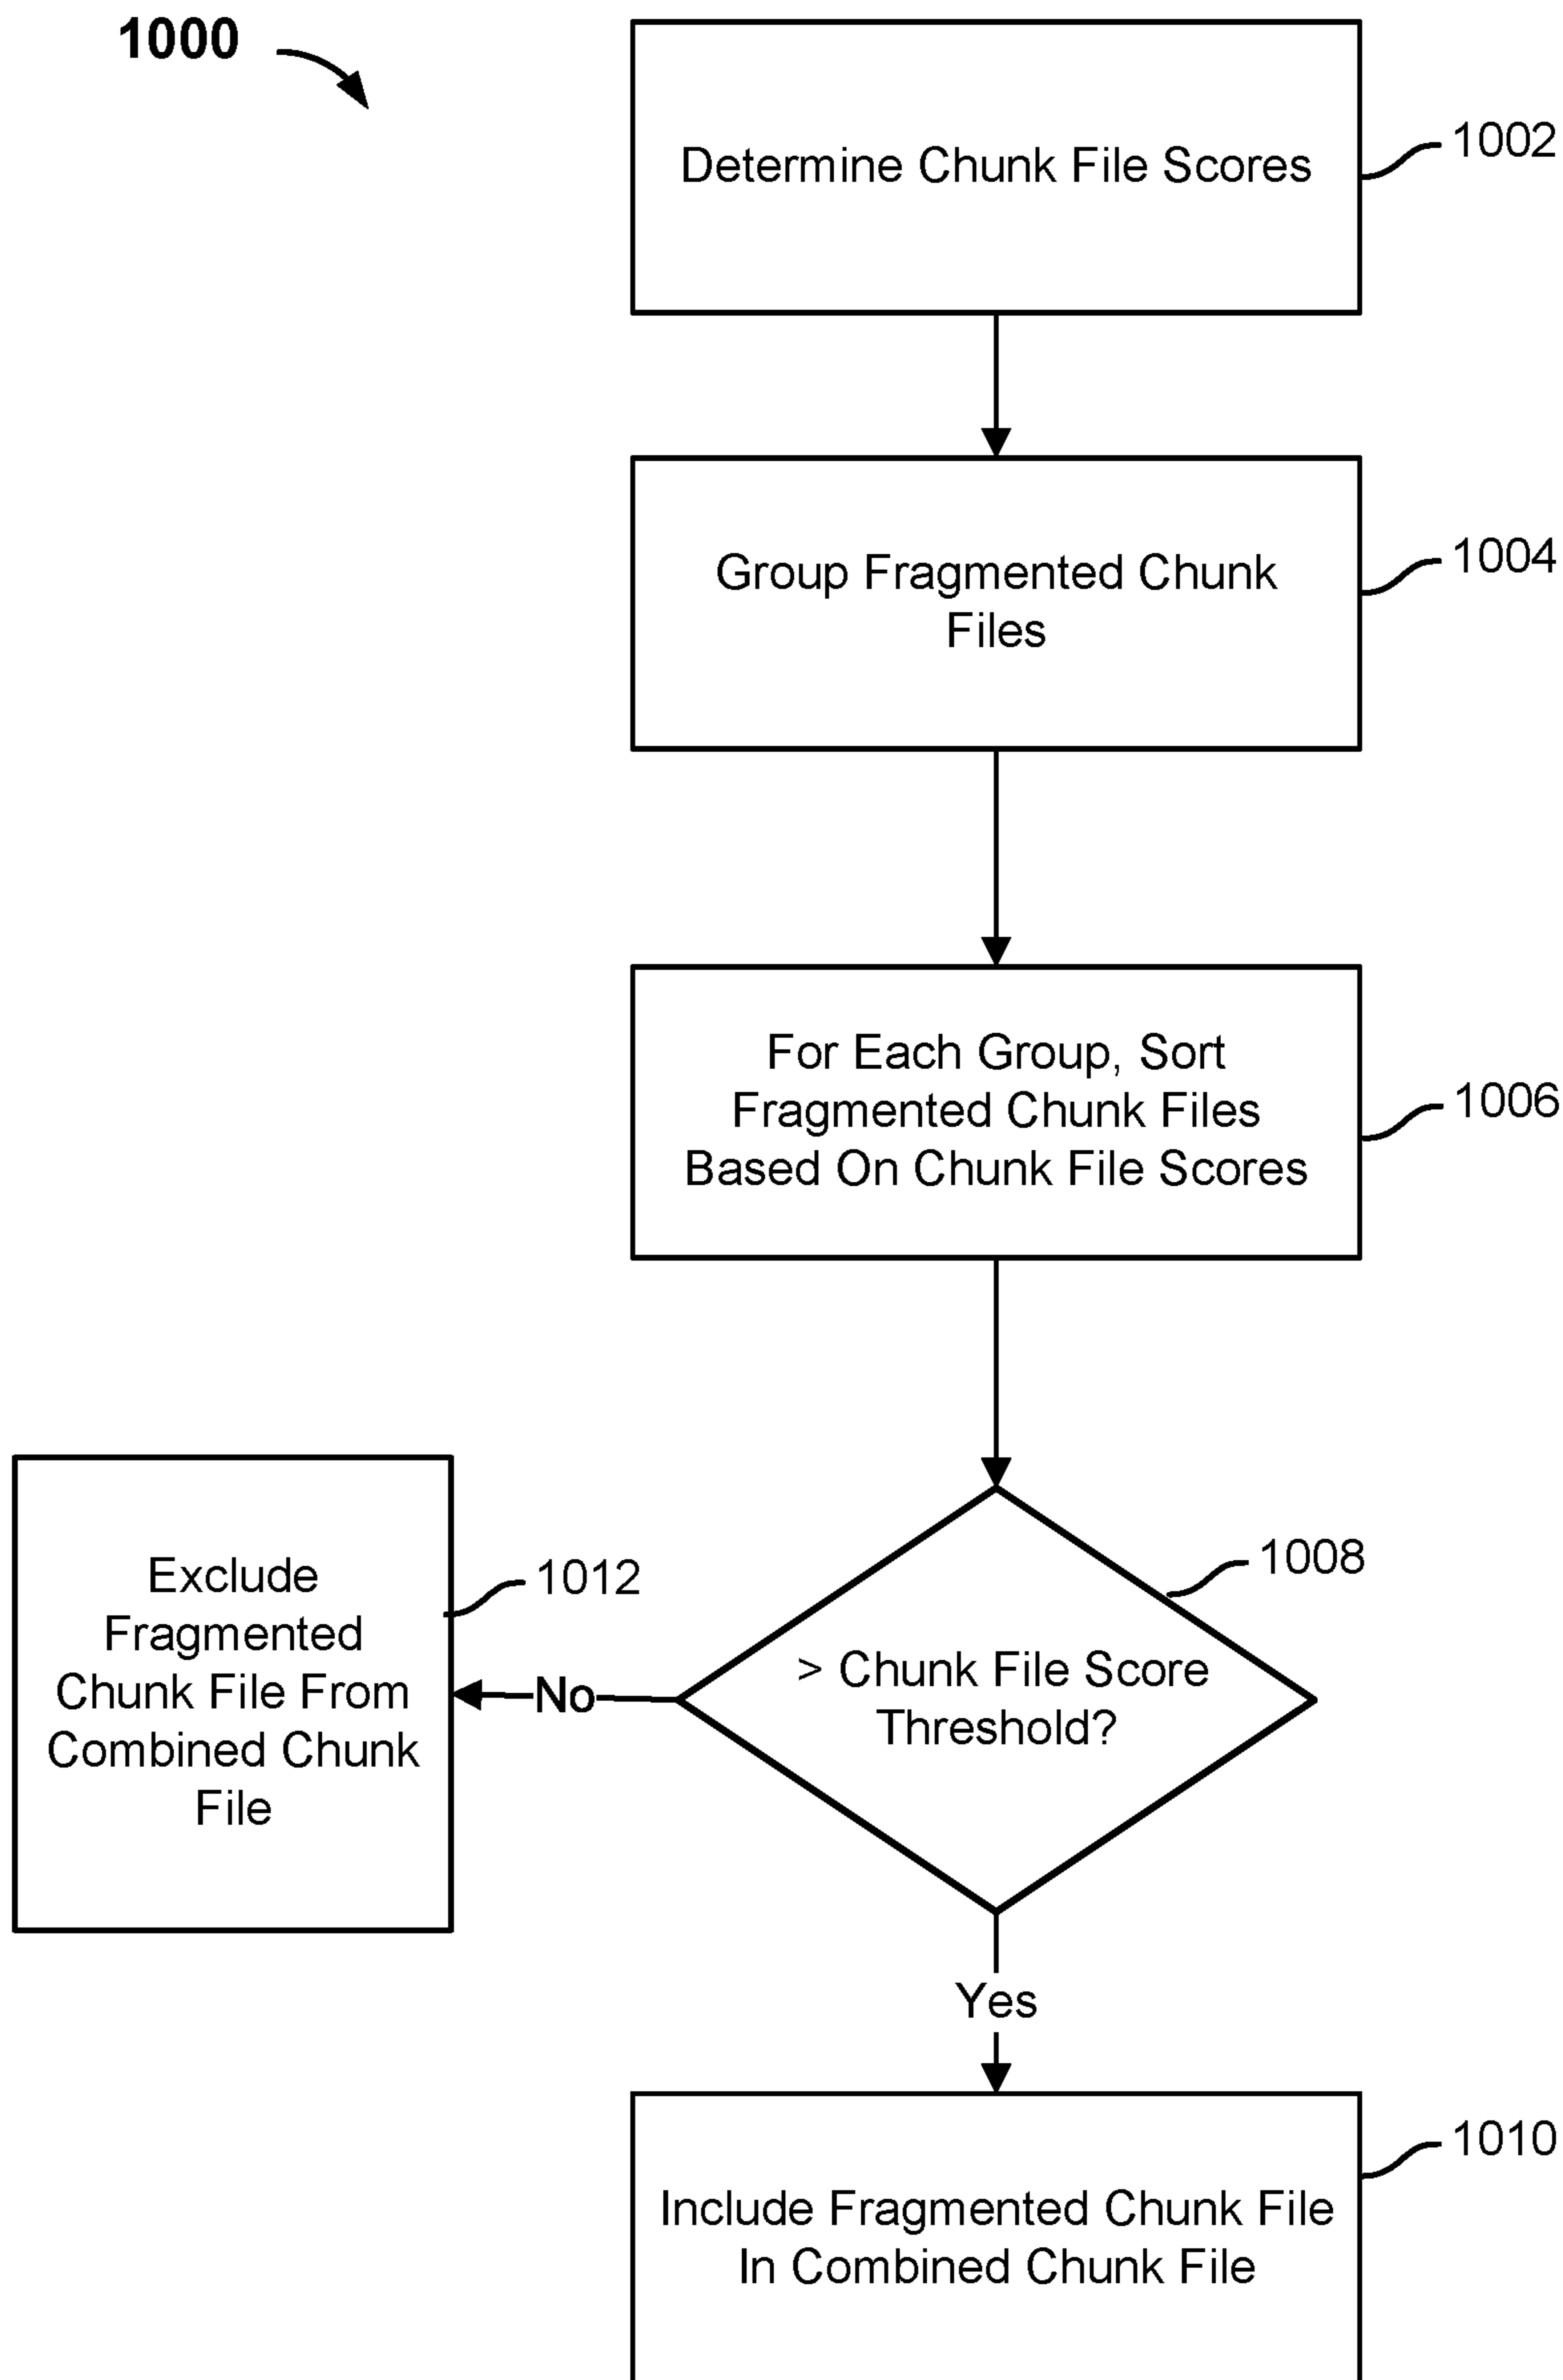 1000
Determine Chunk File Scores
1002
Group Fragmented Chunk
Files
1004
For Each Group, Sort
Fragmented Chunk Files
Based On Chunk File Scores
1006
> Chunk File Score
Threshold?
1008
No
Exclude
Fragmented
Chunk File From
Combined Chunk
File
1012
Yes
Include Fragmented Chunk File
In Combined Chunk File
1010